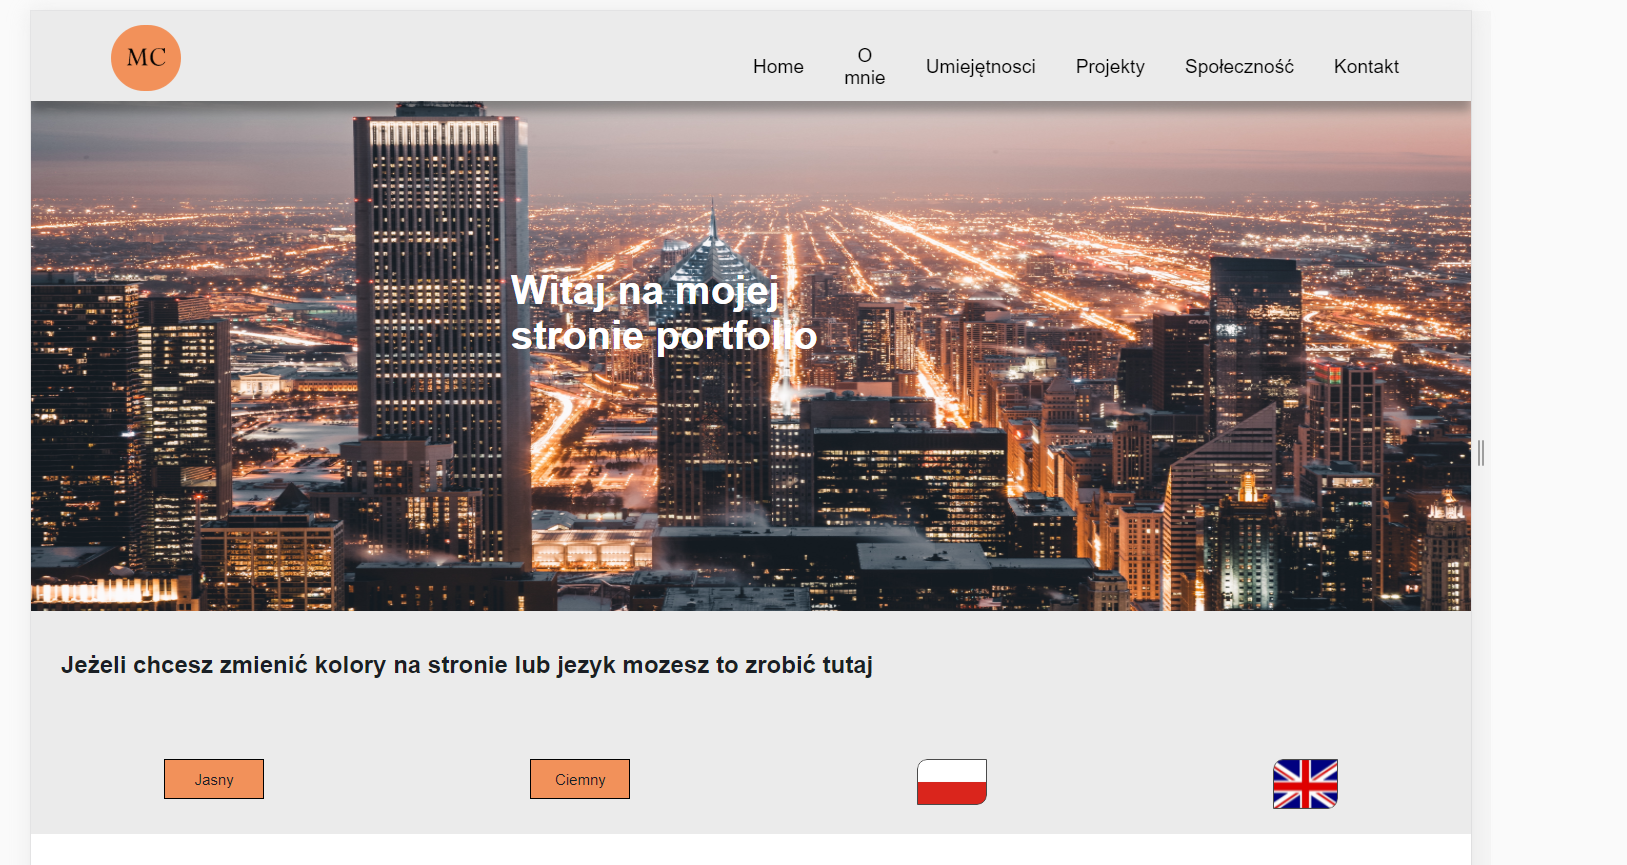 MC
Home
O
mnie
Umiejętnosci
Projekty
Społeczność
Kontakt
Witaj na mojej
stronie portfolio
Jeżeli chcesz zmienić kolory na stronie lub jezyk mozesz to zrobić tutaj
Jasny
Ciemny